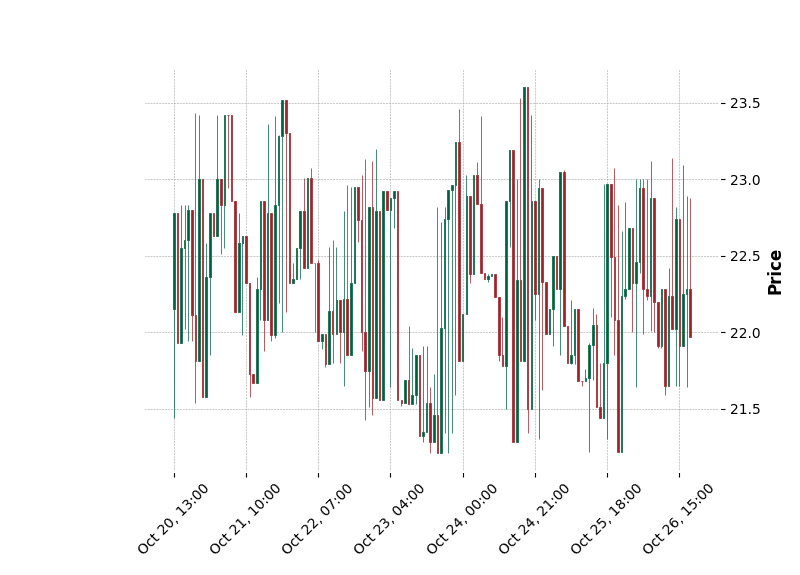 23.5
23.0
22.5
22.0
21.5
Price
Oct 20, 13:00
Oct 21, 10:00
Oct 22, 07:00
Oct 23, 04:00
Oct 24, 00:00
Oct 24, 21:00
Oct 25, 18:00
Oct 26, 15:00